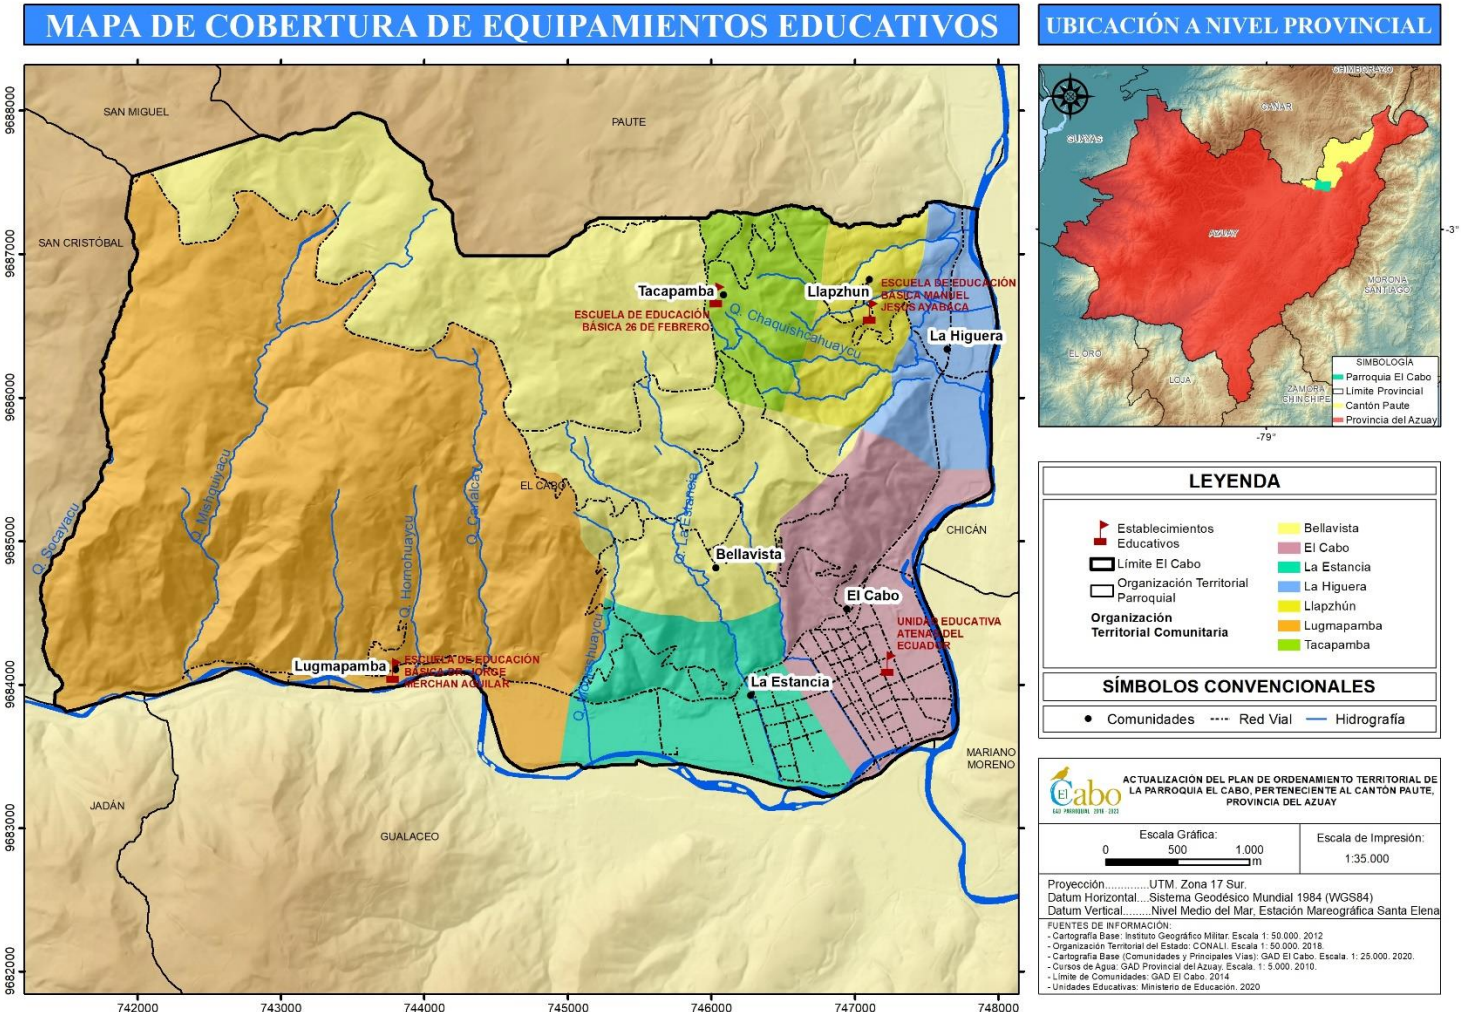 MAPA DE COBERTURA DE EQUIPAMIENTOS EDUCATIVOS
UBICACIÓN A NIVEL PROVINCIAL
9688000
9687000
9686000
9685000
9684000
9683000
9682000
742000
743000
744000
745000
746000
747000
748000
SAN MIGUEL
PAUTE
SAN CRISTÓBAL
Tacapamba
ESCUELA DE EDUCACIÓN
BÁSICA 26 DE FEBRERO
Llapzhun
ESCUELA DE EDUCACIÓN
BÁSICA MANUEL
JESUS AYABACA
Q. Chaquishcahuaycu
La Higuera
EL CABO
Q. Socayacu
Q. Mishquiyacu
Q. Hornohuaycu
Q. Canalcay
Q. La Estancia
CHICÁN
Bellavista
El Cabo
UNIDAD EDUCATIVA
ATENAS DEL
ECUADOR
Lugmapamba
ESCUELA DE EDUCACIÓN
BÁSICA DR. JORGE
MERCHAN AGUILAR
La Estancia
MARIANO
MORENO
JADÁN
GUALACEO
CHIMBORAZO
CAÑAR
GUAYAS
AZUAY
MORONA
SANTIAGO
EL ORO
LOJA
ZAMORA
CHINCHIPE
-3°
-79°
SIMBOLOGÍA
Parroquia El Cabo
Límite Provincial
Cantón Paute
Provincia del Azuay
LEYENDA
Establecimientos
Educativos
Límite El Cabo
Organización Territorial
Parroquial
Organización
Territorial Comunitaria
Bellavista
El Cabo
La Estancia
La Higuera
Llapzhún
Lugmapamba
Tacapamba
SÍMBOLOS CONVENCIONALES
Comunidades
Red Vial
Hidrografía
El Cabo
GAD PARROQUIAL 2019 - 2023
ACTUALIZACIÓN DEL PLAN DE ORDENAMIENTO TERRITORIAL DE
LA PARROQUIA EL CABO, PERTENECIENTE AL CANTÓN PAUTE,
PROVINCIA DEL AZUAY
Escala Gráfica:
0 500 1.000
m
Escala de Impresión:
1:35.000
Proyección..............UTM. Zona 17 Sur.
Datum Horizontal....Sistema Geodésico Mundial 1984 (WGS84)
Datum Vertical.........Nivel Medio del Mar, Estación Mareográfica Santa Elena
FUENTES DE INFORMACIÓN:
- Cartografía Base: Instituto Geográfico Militar. Escala 1: 50.000. 2012
- Organización Territorial del Estado: CONALI. Escala 1: 50.000. 2018.
- Cartografía Base (Comunidades y Principales Vías): GAD El Cabo. Escala. 1: 25.000. 2020.
- Cursos de Agua: GAD Provincial del Azuay. Escala. 1: 5.000. 2010.
- Límite de Comunidades: GAD El Cabo. 2014
- Unidades Educativas: Ministerio de Educación. 2020